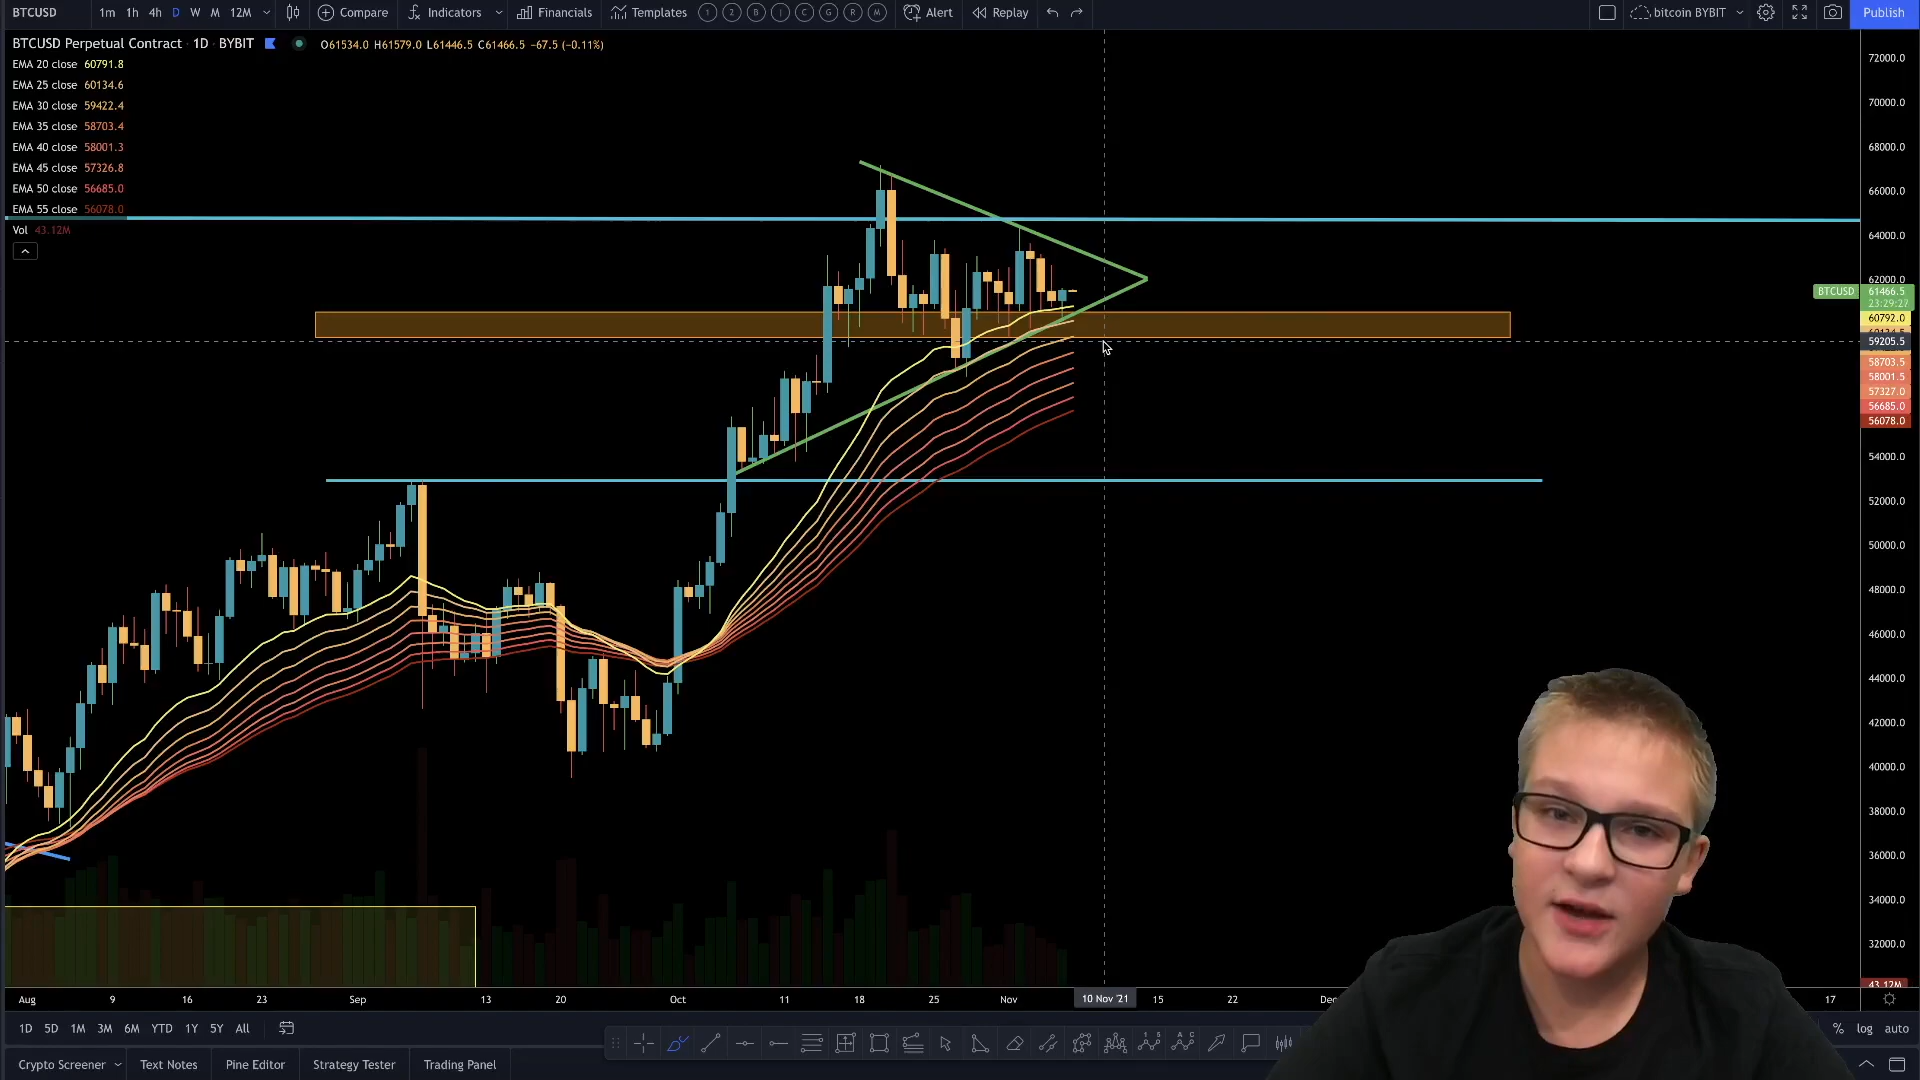 BTCUSD 1m 1h 4h D W M 12M Compare Indicators Financials Templates 1 2 B I C G R M Alert Replay bitcoin BYBIT Publish
BTCUSD Perpetual Contract · 1D · BYBIT O61534.0 H61579.0 L61446.5 C61466.5 −67.5 (−0.11%)
EMA 20 close 60791.8
EMA 25 close 60134.6
EMA 30 close 59422.4
EMA 35 close 58703.4
EMA 40 close 58001.3
EMA 45 close 57326.8
EMA 50 close 56685.0
EMA 55 close 56078.0
Vol 43.12M
72000.0
70000.0
68000.0
66000.0
64000.0
62000.0
BTCUSD 61466.5
23:29:27
60792.0
59205.5
58703.5
58001.5
57327.0
56685.0
56078.0
54000.0
52000.0
50000.0
48000.0
46000.0
44000.0
42000.0
40000.0
38000.0
36000.0
34000.0
32000.0
43.12M
Aug 9 16 23 Sep 13 20 Oct 11 18 25 Nov 10 Nov '21 15 22 Dec 17
1D 5D 1M 3M 6M YTD 1Y 5Y All % log auto
Crypto Screener Text Notes Pine Editor Strategy Tester Trading Panel